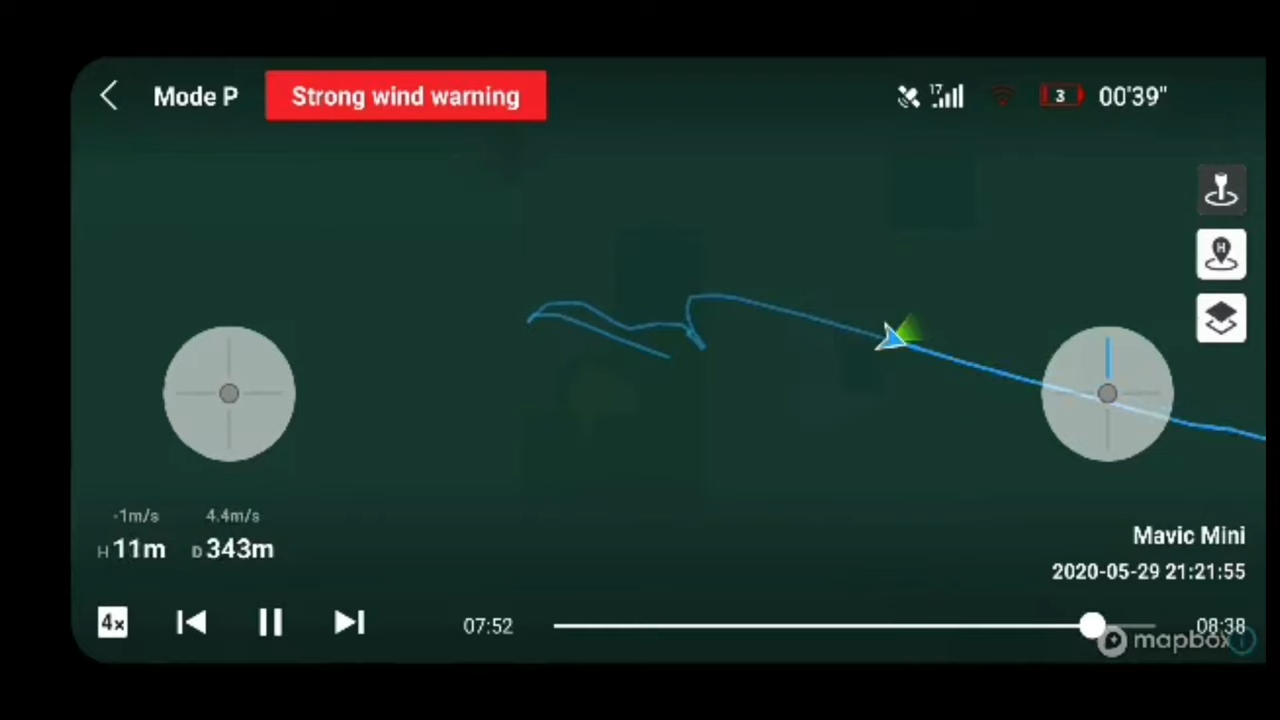 Mode P
Strong wind warning
17
3
00'39"
H
-1m/s 4.4m/s
H 11m D 343m
Mavic Mini
2020-05-29 21:21:55
4x
07:52
08:38
mapbox